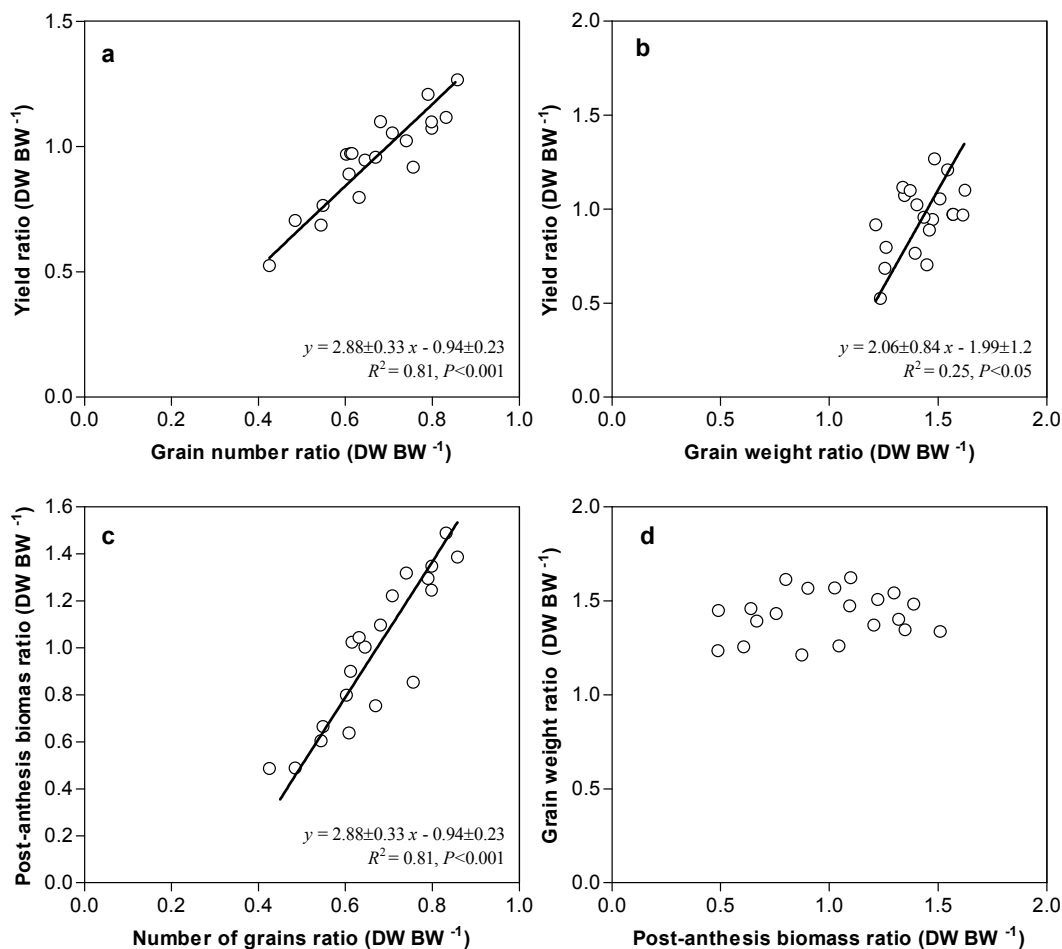 a
Yield ratio (DW BW -1)
1.5
1.0
0.5
0.0
y = 2.88±0.33 x - 0.94±0.23
R2 = 0.81, P<0.001
0.0 0.2 0.4 0.6 0.8 1.0
Grain number ratio (DW BW -1)
b
Yield ratio (DW BW-1)
2.0
1.5
1.0
0.5
0.0
y = 2.06±0.84 x - 1.99±1.2
R2 = 0.25, P<0.05
0.0 0.5 1.0 1.5 2.0
Grain weight ratio (DW BW -1)
c
Post-anthesis biomas ratio (DW BW -1)
1.6
1.4
1.2
1.0
0.8
0.6
0.4
0.2
0.0
y = 2.88±0.33 x - 0.94±0.23
R2 = 0.81, P<0.001
0.0 0.2 0.4 0.6 0.8 1.0
Number of grains ratio (DW BW -1)
d
Grain weight ratio (DW BW-1)
2.0
1.5
1.0
0.5
0.0
0.0 0.5 1.0 1.5 2.0
Post-anthesis biomass ratio (DW BW -1)